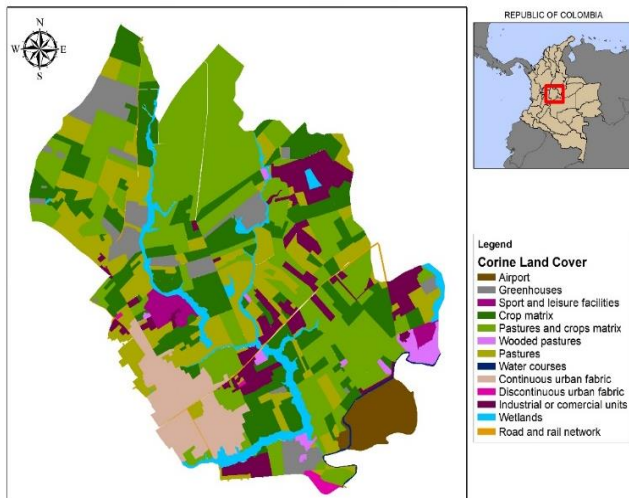 N
W E
S
REPUBLIC OF COLOMBIA
Legend
Corine Land Cover
Airport
Greenhouses
Sport and leisure facilities
Crop matrix
Pastures and crops matrix
Wooded pastures
Pastures
Water courses
Continuous urban fabric
Discontinuous urban fabric
Industrial or comercial units
Wetlands
Road and rail network